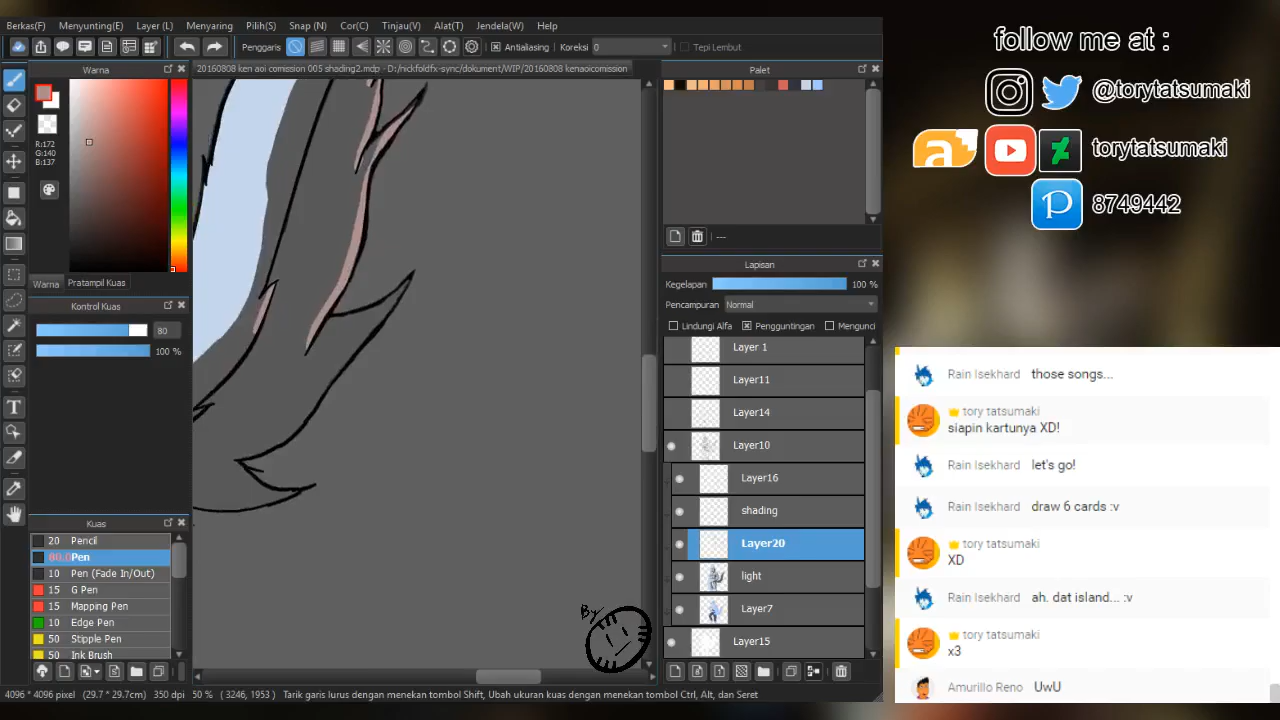 Berkas(F) Menyunting(E) Layer (L) Menyaring Pilih(S) Snap (N) Cor(C) Tinjau(V) Alat(T) Jendela(W) Help
Penggaris Antialiasing Koreksi 0 Tepi Lembut
Warna
20160808 ken aoi comission 005 shading2.mdp - D:/nickfoldfx-sync/dokument/WIP/20160808 kenaoicomission
Palet
R:172
G:140
B:137
---
Warna Pratampil Kuas
Kontrol Kuas
80
100 %
Lapisan
Kegelapan 100 %
Pencampuran Normal
Lindungi Alfa Pengguntingan Mengunci
Layer 1
Layer11
Layer14
Layer10
Layer16
shading
Layer20
light
Layer7
Layer15
Kuas
20 Pencil
80.0 Pen
10 Pen (Fade In/Out)
15 G Pen
15 Mapping Pen
10 Edge Pen
50 Stipple Pen
50 Ink Brush
By
4096 * 4096 pixel (29.7 * 29.7cm) 350 dpi 50 % ( 3246, 1953 ) Tarik garis lurus dengan menekan tombol Shift, Ubah ukuran kuas dengan menekan tombol Ctrl, Alt, dan Seret
follow me at :
@torytatsumaki
torytatsumaki
8749442
Rain Isekhard those songs...
tory tatsumaki
siapin kartunya XD!
Rain Isekhard let's go!
Rain Isekhard draw 6 cards :v
tory tatsumaki
XD
Rain Isekhard ah. dat island... :v
tory tatsumaki
x3
Amurillo Reno UwU